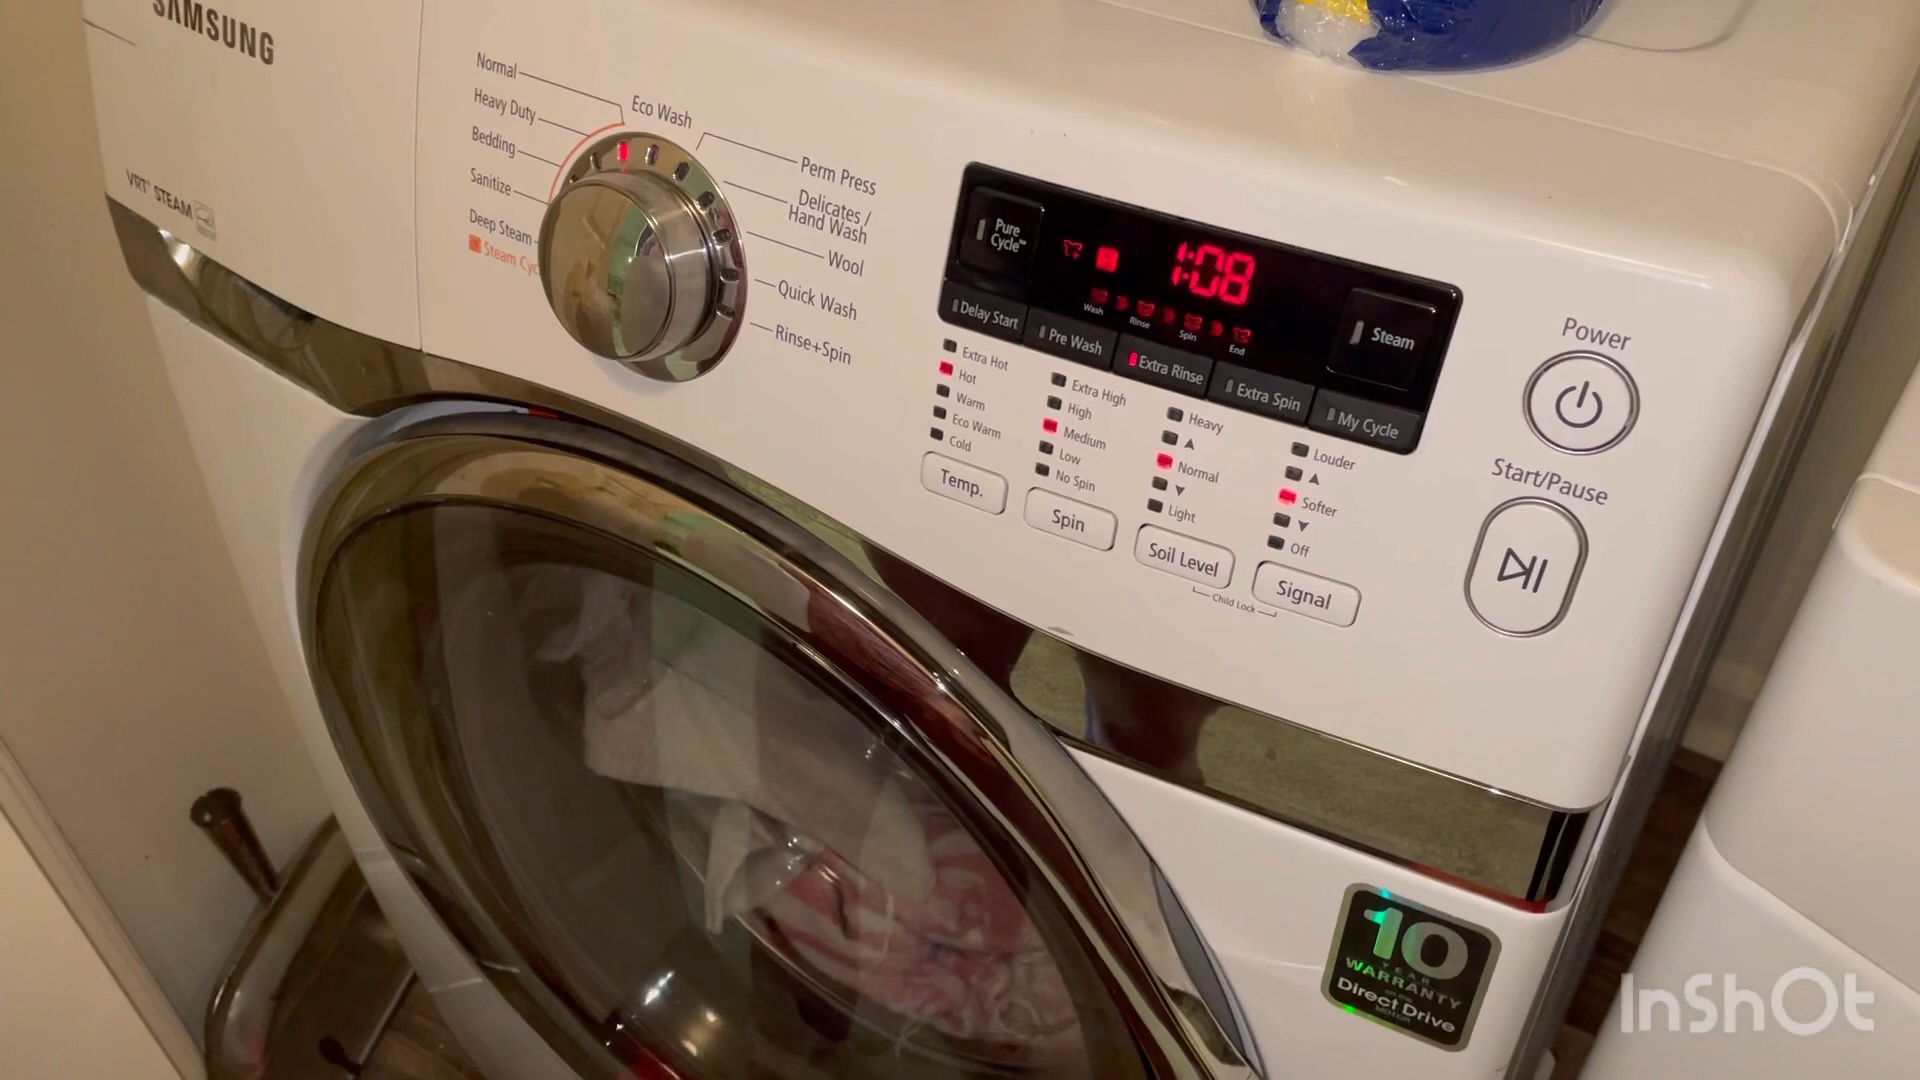 SAMSUNG
VRT STEAM
Normal
Heavy Duty
Bedding
Sanitize
Deep Steam
Steam Cyc
Eco Wash
Perm Press
Delicates /
Hand Wash
Wool
Quick Wash
Rinse+Spin
Pure
Cycle™
1:08
Wash
Rinse
Spin
End
Steam
Delay Start
Pre Wash
Extra Rinse
Extra Spin
My Cycle
Extra Hot
Hot
Warm
Eco Warm
Cold
Temp.
Extra High
High
Medium
Low
No Spin
Spin
Heavy
Normal
Light
Soil Level
Louder
Softer
Off
Signal
Child Lock
Power
Start/Pause
10
YEAR
WARRANTY
Direct Drive
MOTOR
InShOt